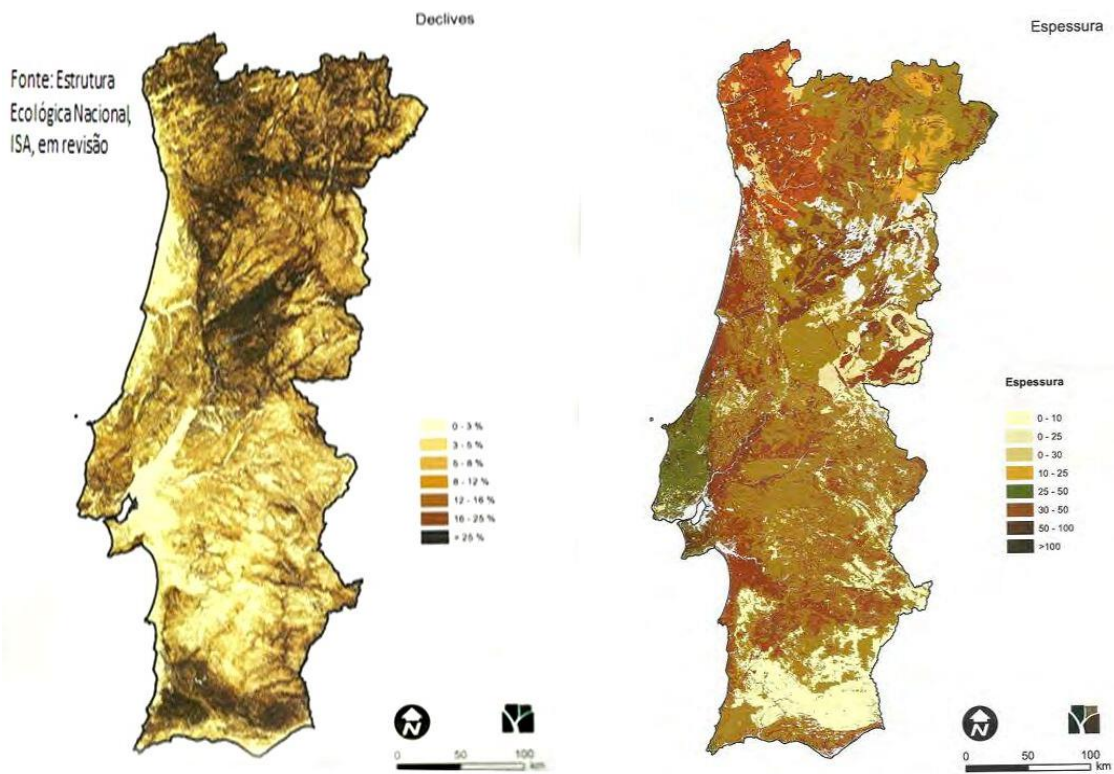 Declives
Fonte: Estrutura
Ecológica Nacional,
ISA, em revisão
0 - 3 %
3 - 5 %
5 - 8 %
8 - 12 %
12 - 16 %
16 - 25 %
> 25 %
N
0 50 100
km
Espessura
Espessura
0 - 10
0 - 25
0 - 30
10 - 25
25 - 50
30 - 50
50 - 100
>100
N
0 50 100
km